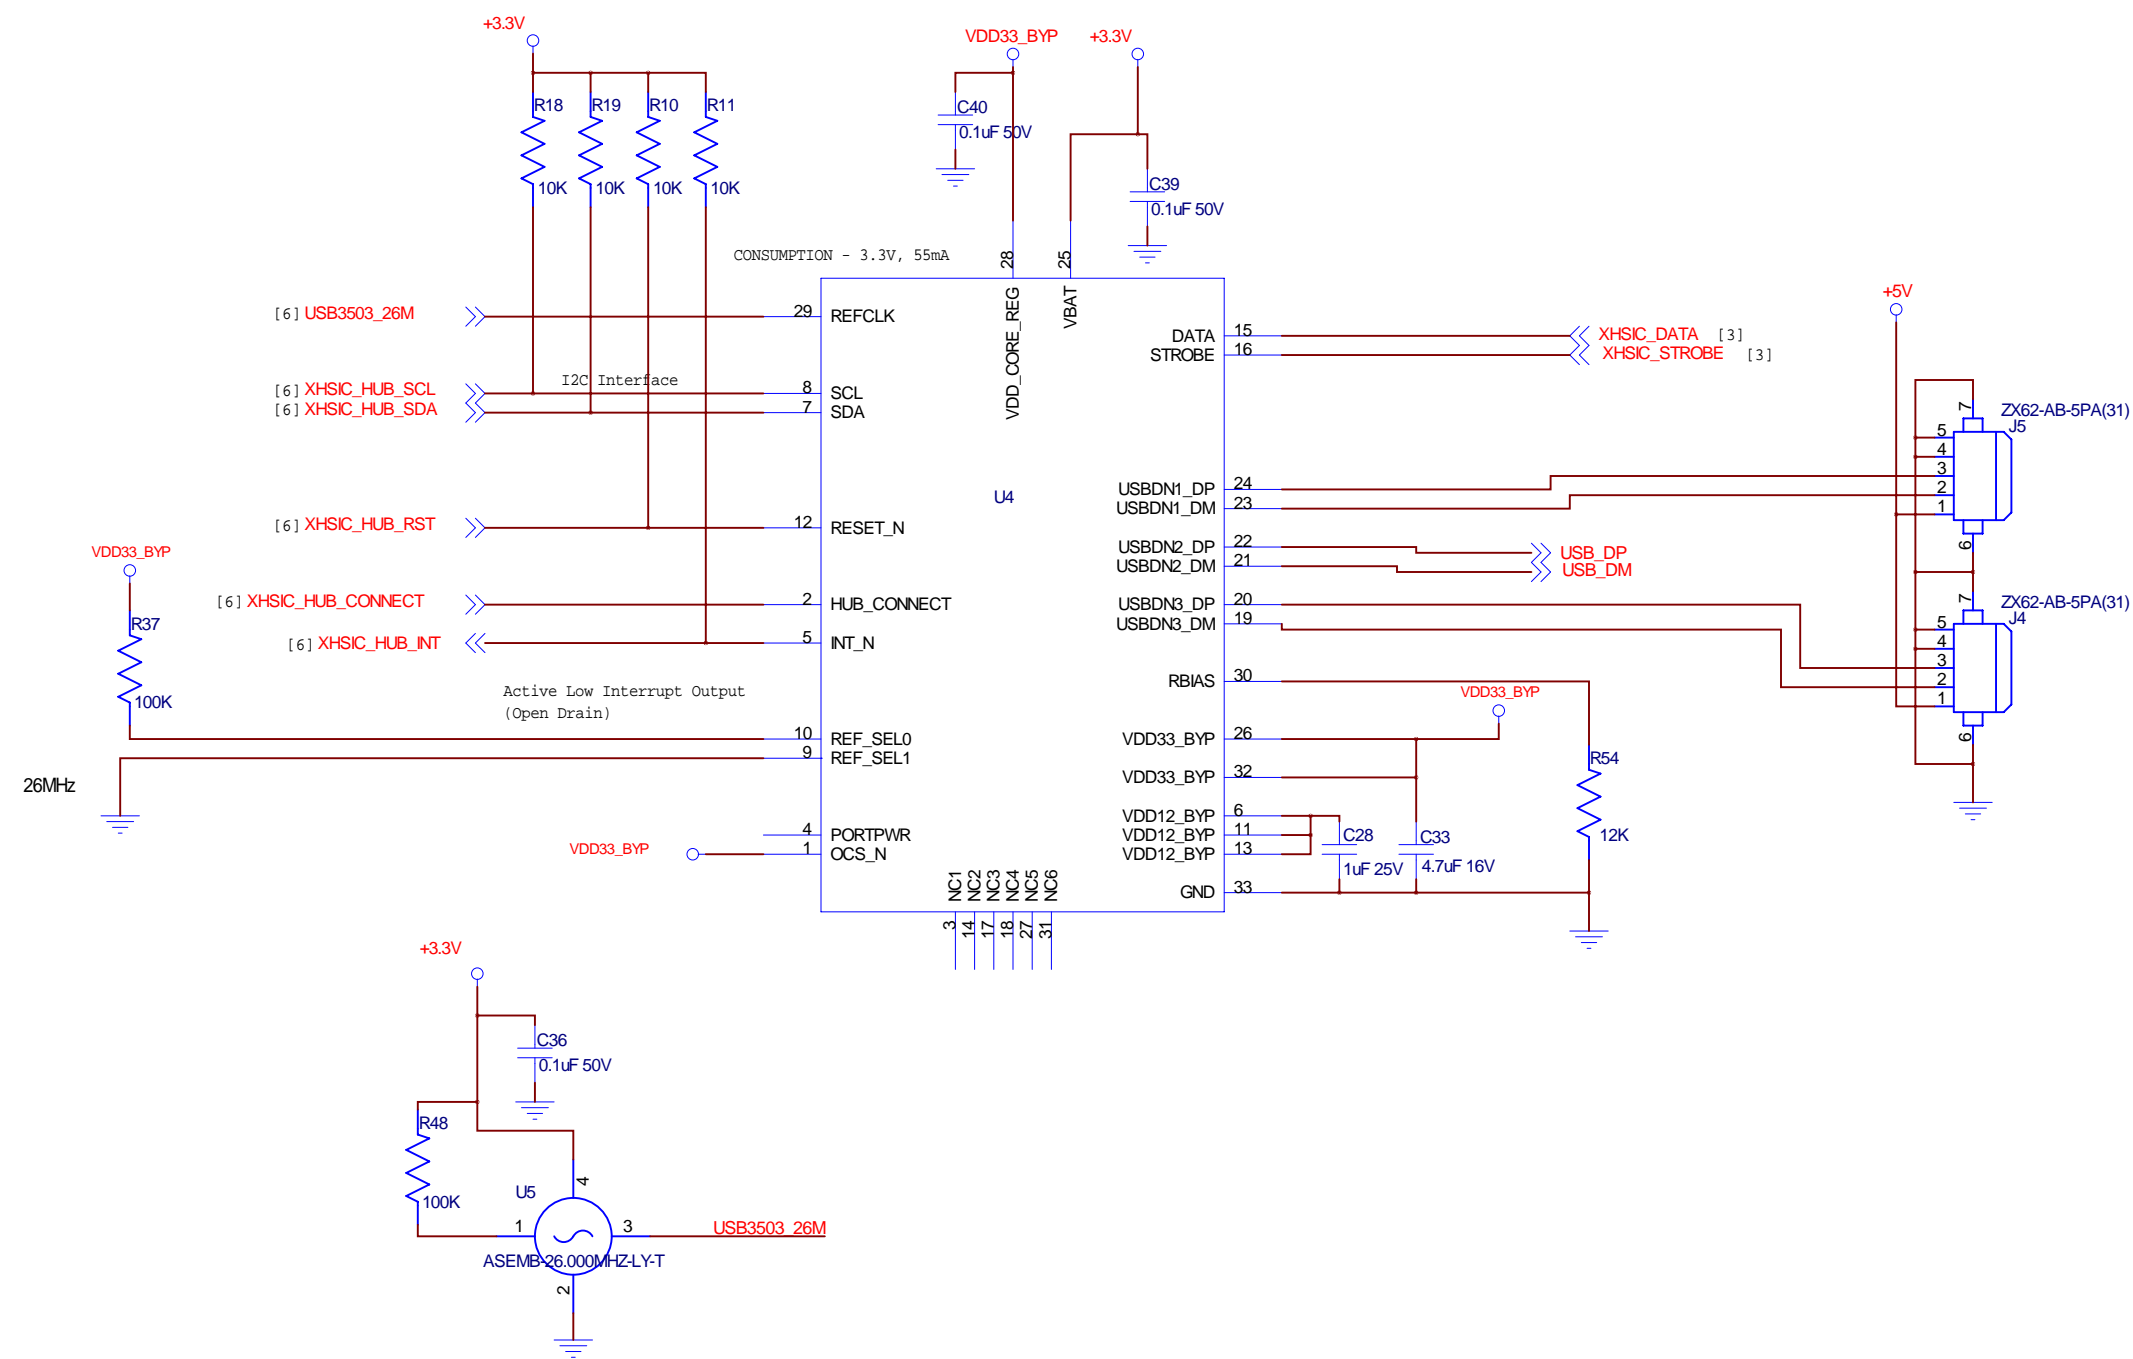 +3.3V
VDD33_BYP
+3.3V
R18
R19
R10
R11
10K
10K
10K
10K
C40
0.1uF 50V
C39
0.1uF 50V
CONSUMPTION - 3.3V, 55mA
28
25
[6] USB3503_26M
29
REFCLK
VDD_CORE_REG
VBAT
DATA
15
XHSIC_DATA [3]
STROBE
16
XHSIC_STROBE [3]
+5V
I2C Interface
[6] XHSIC_HUB_SCL
8
SCL
[6] XHSIC_HUB_SDA
7
SDA
ZX62-AB-5PA(31)
J5
7
5
4
3
2
1
6
U4
USBDN1_DP
24
USBDN1_DM
23
[6] XHSIC_HUB_RST
12
RESET_N
USBDN2_DP
22
USB_DP
USBDN2_DM
21
USB_DM
VDD33_BYP
R37
100K
[6] XHSIC_HUB_CONNECT
2
HUB_CONNECT
USBDN3_DP
20
USBDN3_DM
19
ZX62-AB-5PA(31)
J4
7
5
4
3
2
1
6
[6] XHSIC_HUB_INT
5
INT_N
RBIAS
30
Active Low Interrupt Output
(Open Drain)
VDD33_BYP
10
REF_SEL0
9
REF_SEL1
VDD33_BYP
26
VDD33_BYP
32
R54
12K
26MHz
VDD12_BYP
6
VDD12_BYP
11
VDD12_BYP
13
C28
1uF 25V
C33
4.7uF 16V
4
PORTPWR
VDD33_BYP
1
OCS_N
GND
33
NC1
NC2
NC3
NC4
NC5
NC6
3
14
17
18
27
31
+3.3V
C36
0.1uF 50V
R48
100K
U5
4
1
3
USB3503_26M
ASEMB-26.000MHZ-LY-T
2